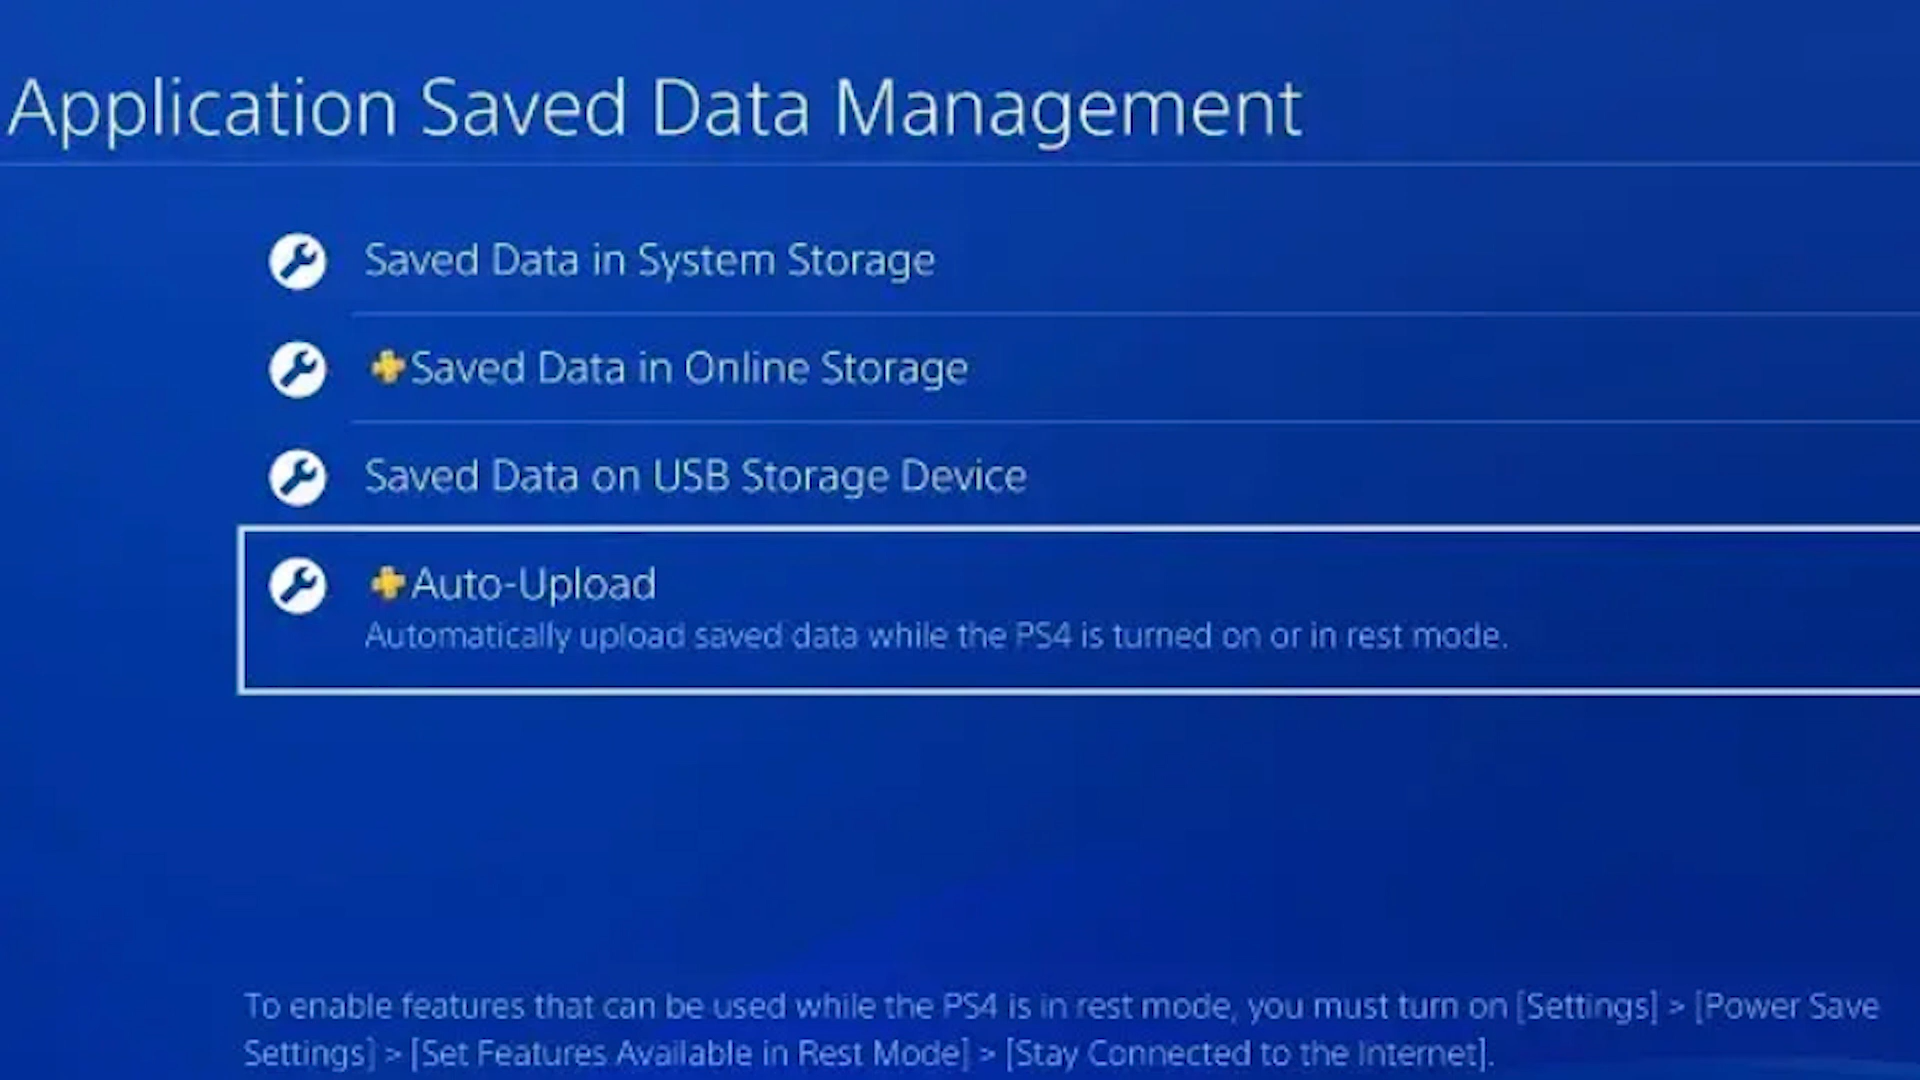 Application Saved Data Management
Saved Data in System Storage
Saved Data in Online Storage
Saved Data on USB Storage Device
Auto-Upload
Automatically upload saved data while the PS4 is turned on or in rest mode.
To enable features that can be used while the PS4 is in rest mode, you must turn on [Settings] > [Power Save
Settings] > [Set Features Available in Rest Mode] > [Stay Connected to the Internet].